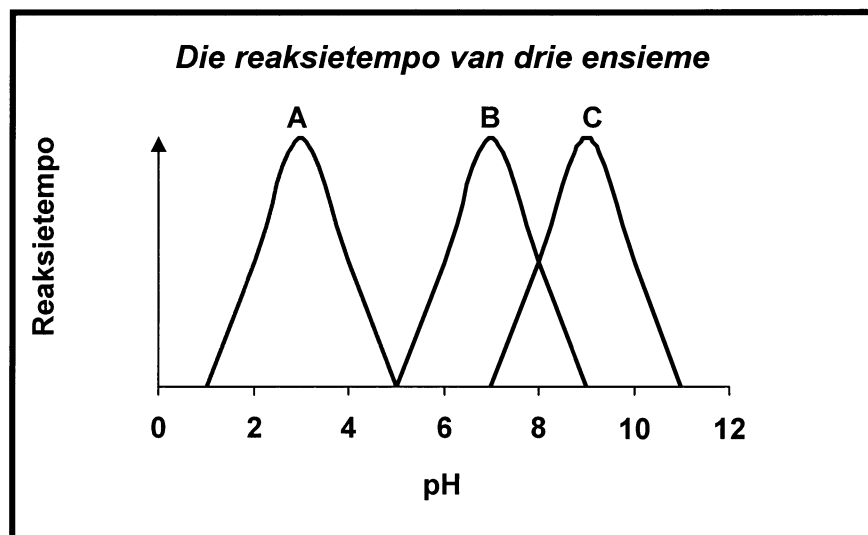 Die reaksietempo van drie ensieme
A B C
Reaksietempo
0 2 4 6 8 10 12
pH